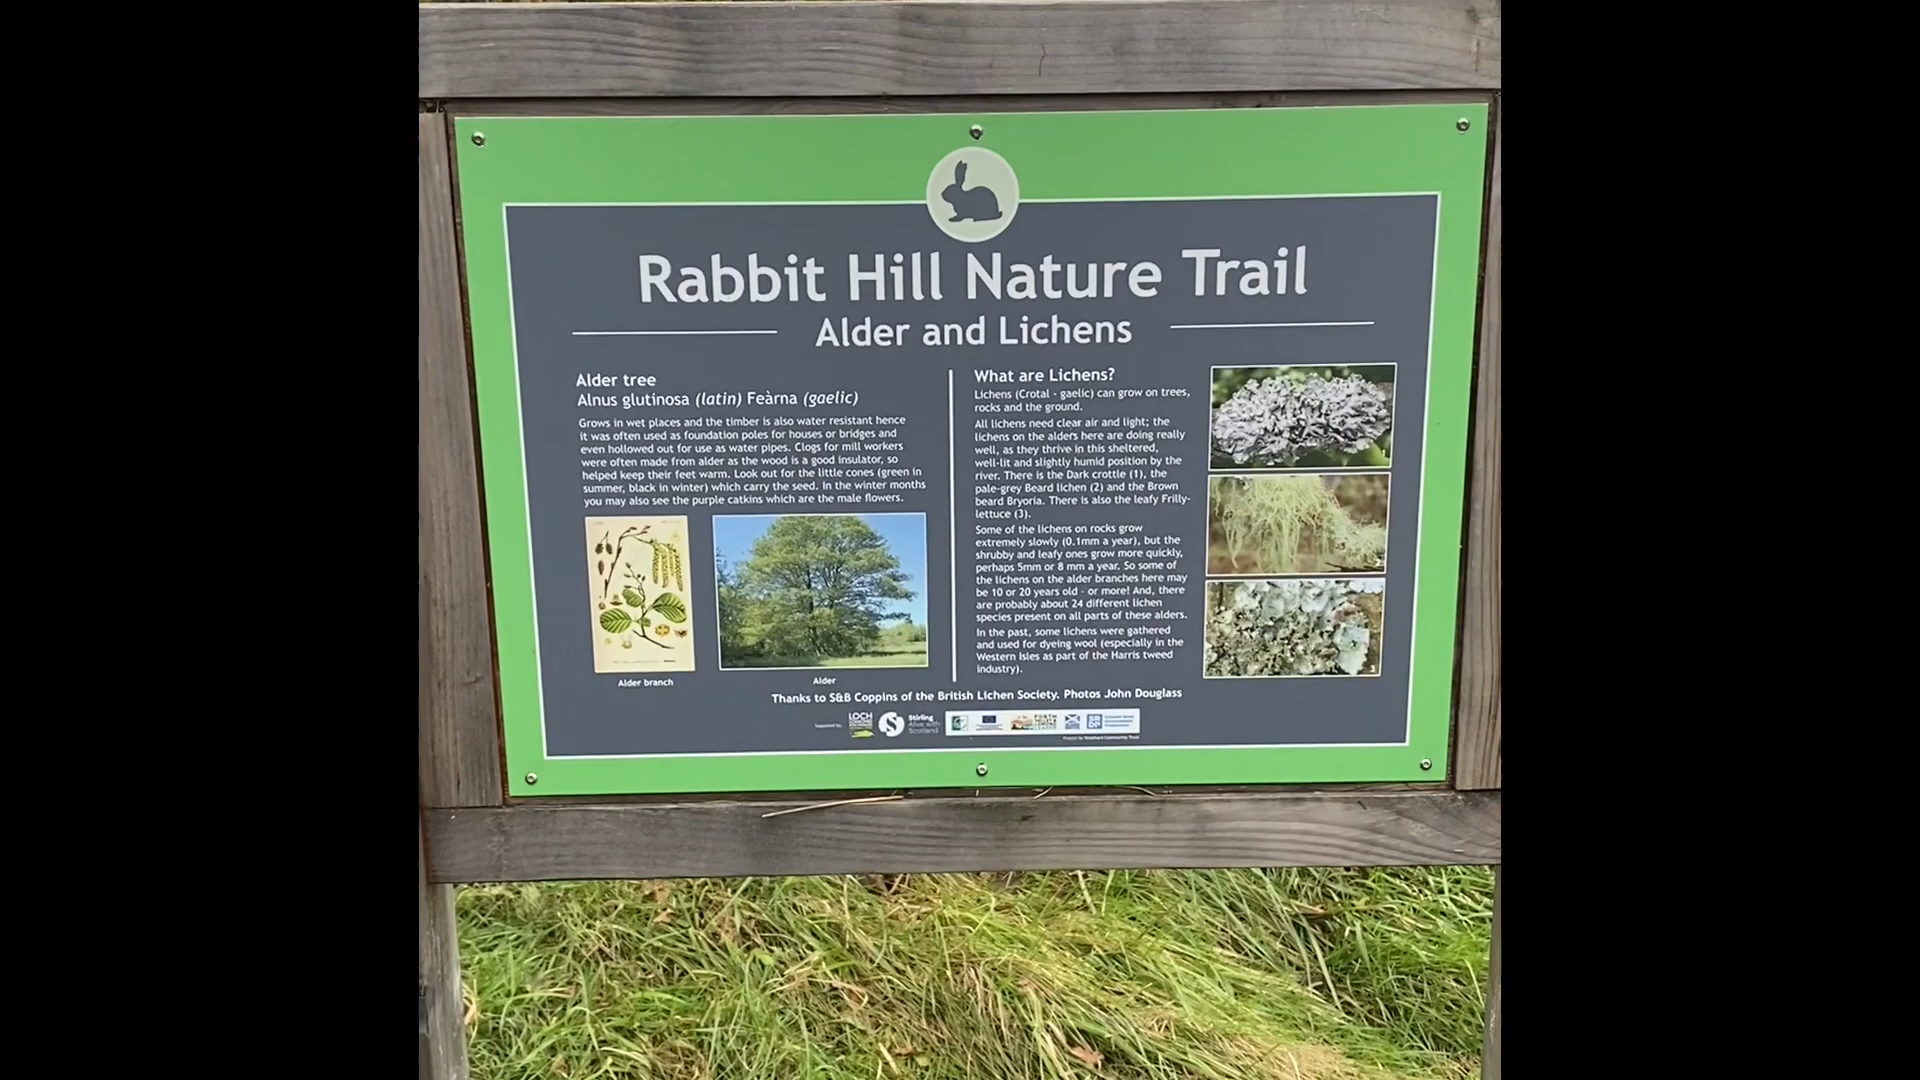 Rabbit Hill Nature Trail
Alder and Lichens
Alder tree
Alnus glutinosa (latin) Feàrna (gaelic)
Grows in wet places and the timber is also water resistant hence
it was often used as foundation poles for houses or bridges and
even hollowed out for use as water pipes. Clogs for mill workers
were often made from alder as the wood is a good insulator, so
helped keep their feet warm. Look out for the little cones (green in
summer, black in winter) which carry the seed. In the winter months
you may also see the purple catkins which are the male flowers.
Alder branch
Alder
What are Lichens?
Lichens (Crotal - gaelic) can grow on trees,
rocks and the ground.
All lichens need clear air and light; the
lichens on the alders here are doing really
well, as they thrive in this sheltered,
well-lit and slightly humid position by the
river. There is the Dark crottle (1), the
pale-grey Beard lichen (2) and the Brown
beard Bryoria. There is also the leafy Frilly-
lettuce (3).
Some of the lichens on rocks grow
extremely slowly (0.1mm a year), but the
shrubby and leafy ones grow more quickly,
perhaps 5mm or 8 mm a year. So some of
the lichens on the alder branches here may
be 10 or 20 years old - or more! And, there
are probably about 24 different lichen
species present on all parts of these alders.
In the past, some lichens were gathered
and used for dyeing wool (especially in the
Western Isles as part of the Harris tweed
industry).
Thanks to S&B Coppins of the British Lichen Society. Photos John Douglass
Supported by:
LOCH
Stirling
Alive with
Scotland